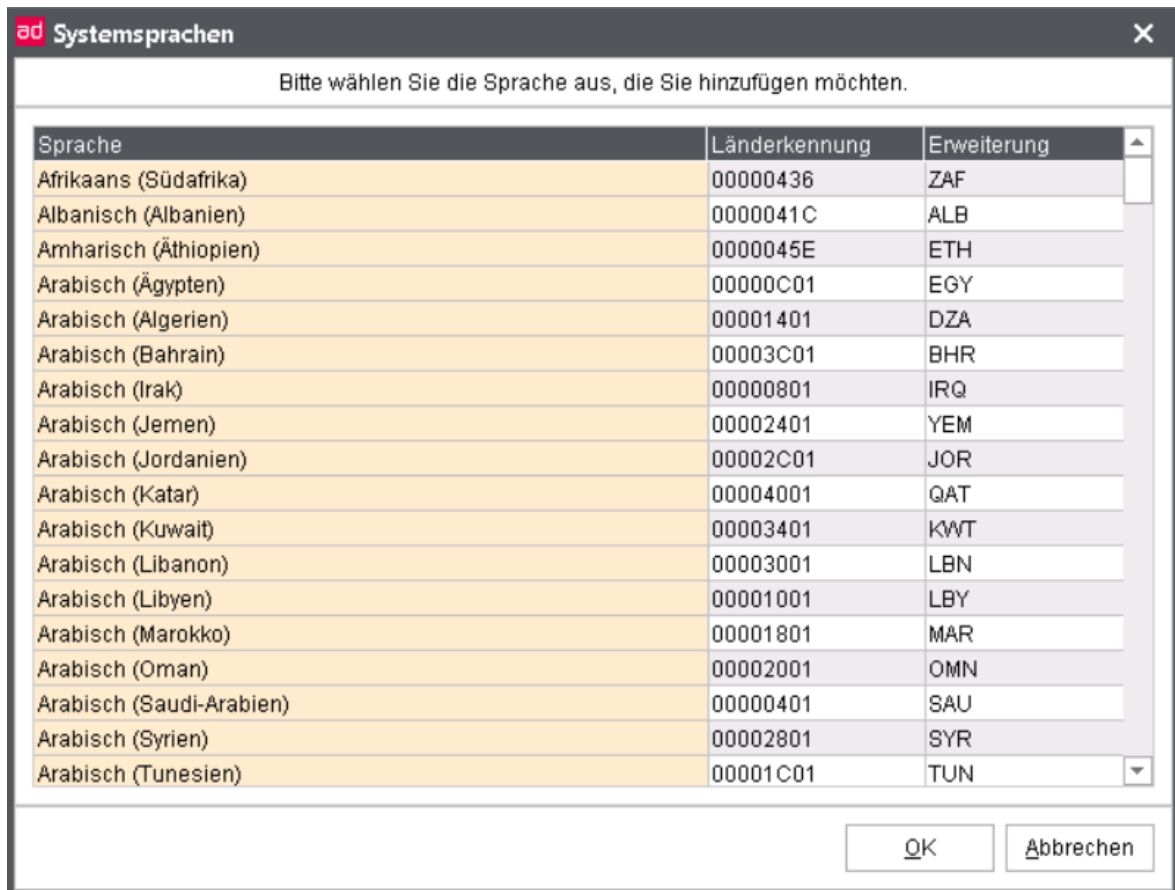 ad Systemsprachen
Bitte wählen Sie die Sprache aus, die Sie hinzufügen möchten.
Sprache Länderkennung Erweiterung
Afrikaans (Südafrika) 00000436 ZAF
Albanisch (Albanien) 0000041C ALB
Amharisch (Äthiopien) 0000045E ETH
Arabisch (Ägypten) 00000C01 EGY
Arabisch (Algerien) 00001401 DZA
Arabisch (Bahrain) 00003C01 BHR
Arabisch (Irak) 00000801 IRQ
Arabisch (Jemen) 00002401 YEM
Arabisch (Jordanien) 00002C01 JOR
Arabisch (Katar) 00004001 QAT
Arabisch (Kuwait) 00003401 KWT
Arabisch (Libanon) 00003001 LBN
Arabisch (Libyen) 00001001 LBY
Arabisch (Marokko) 00001801 MAR
Arabisch (Oman) 00002001 OMN
Arabisch (Saudi-Arabien) 00000401 SAU
Arabisch (Syrien) 00002801 SYR
Arabisch (Tunesien) 00001C01 TUN
OK Abbrechen